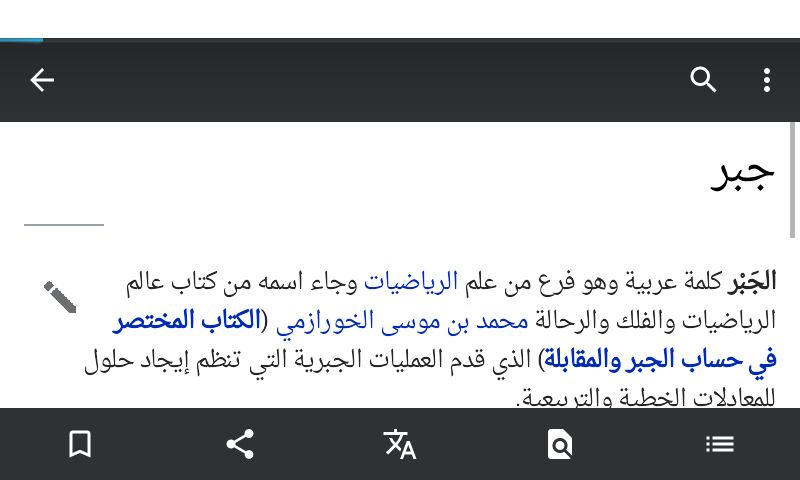 جبر
الجَبْر كلمة عربية وهو فرع من علم الرياضيات وجاء اسمه من كتاب عالم
الرياضيات والفلك والرحالة محمد بن موسى الخورازمي (الكتاب المختصر
في حساب الجبر والمقابلة) الذي قدم العمليات الجبرية التي تنظم إيجاد حلول
للمعادلات الخطية والتربيعية.